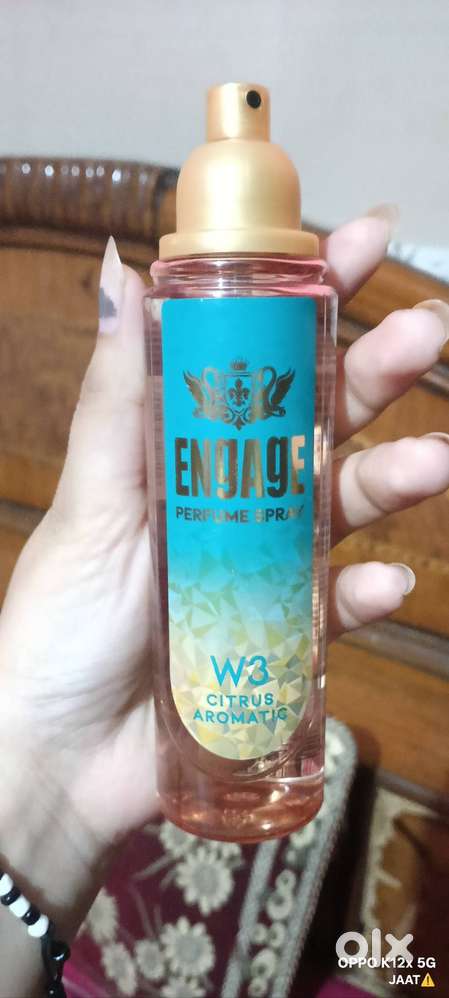 ENgAgE
PERFUME SPRAY
W3
CITRUS
AROMATIC
olx
OPPO K12x 5G
JAAT⚠️